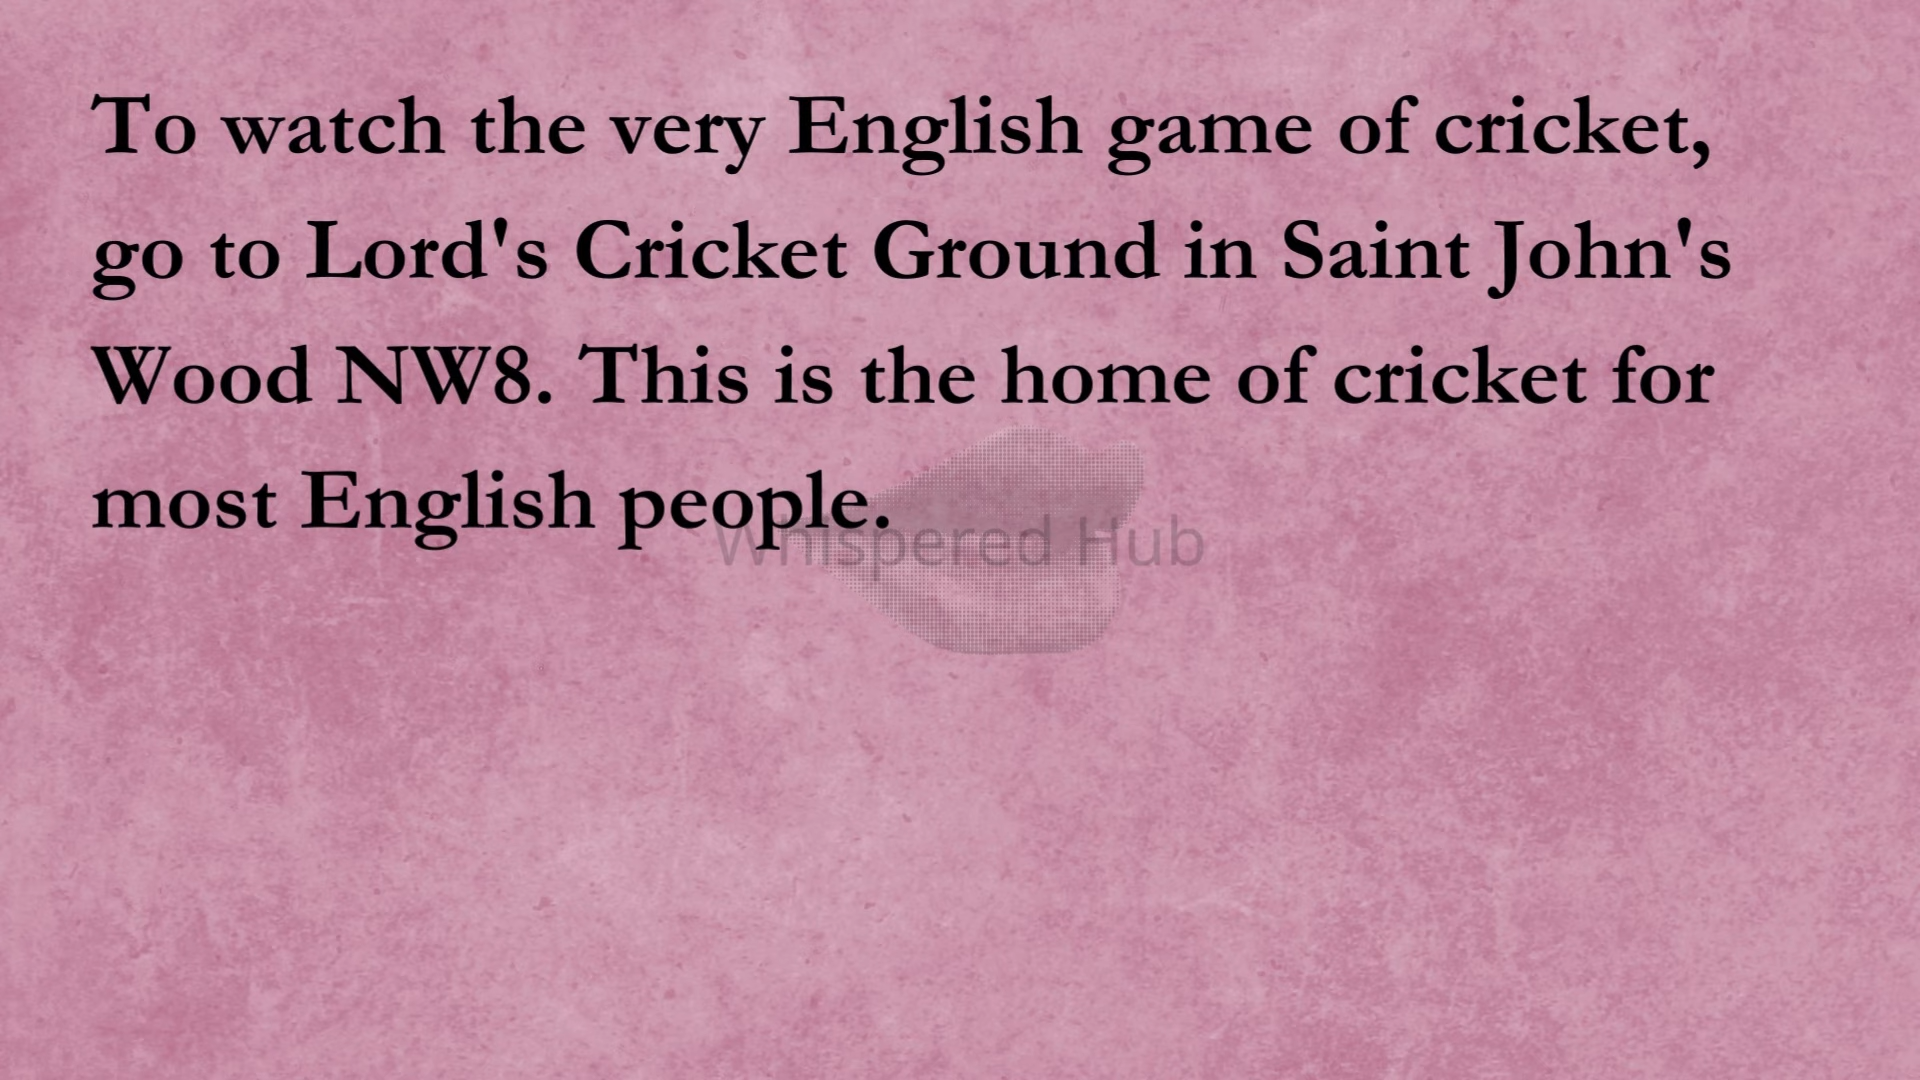 To watch the very English game of cricket,
go to Lord's Cricket Ground in Saint John's
Wood NW8. This is the home of cricket for
most English people.
Whispered Hub